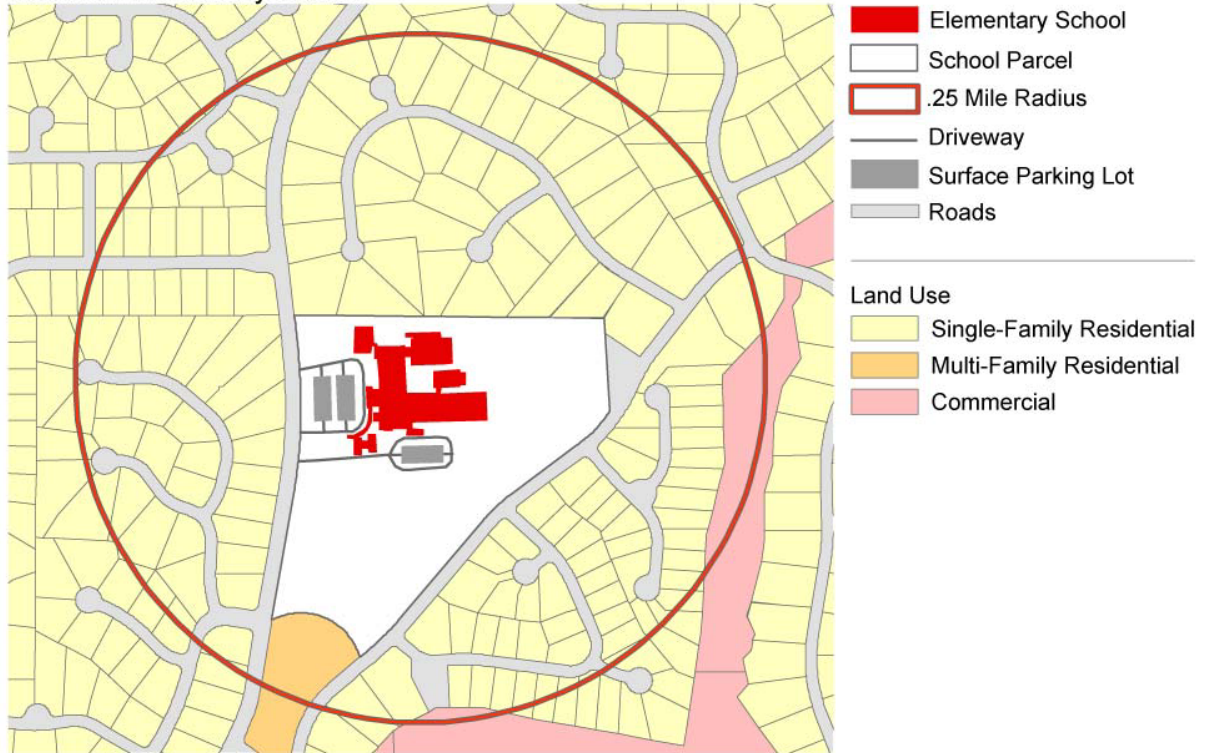 Elementary School
School Parcel
.25 Mile Radius
Driveway
Surface Parking Lot
Roads
Land Use
Single-Family Residential
Multi-Family Residential
Commercial